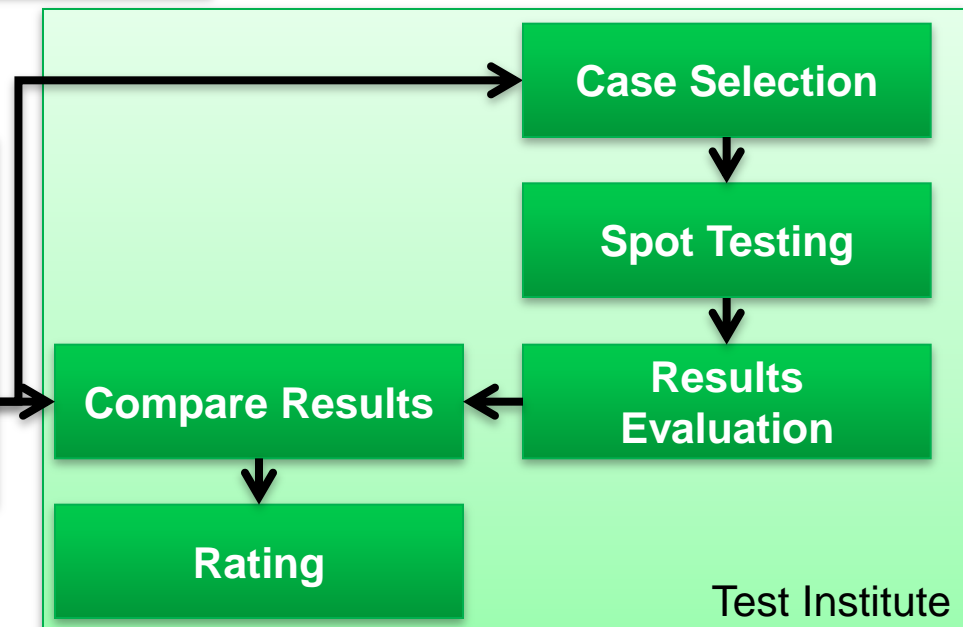 Case Selection
Spot Testing
Results
Evaluation
Compare Results
Rating
Test Institute